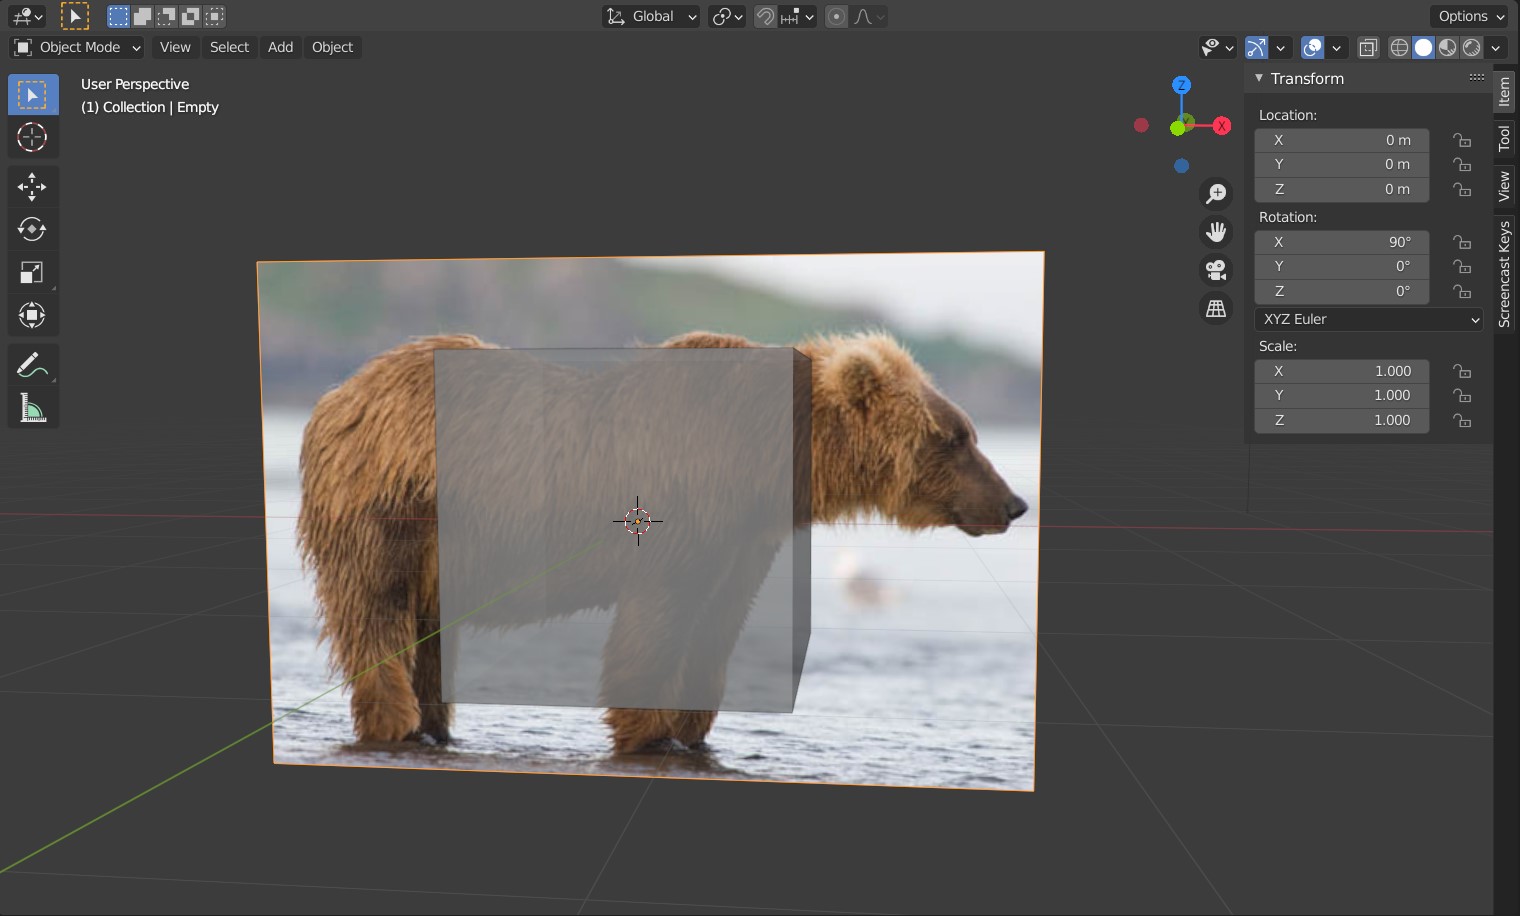 Global
Options
Object Mode
View
Select
Add
Object
User Perspective
(1) Collection | Empty
Z
Y
X
Transform
Location:
X 0 m
Y 0 m
Z 0 m
Rotation:
X 90°
Y 0°
Z 0°
XYZ Euler
Scale:
X 1.000
Y 1.000
Z 1.000
Item
Tool
View
Screencast Keys